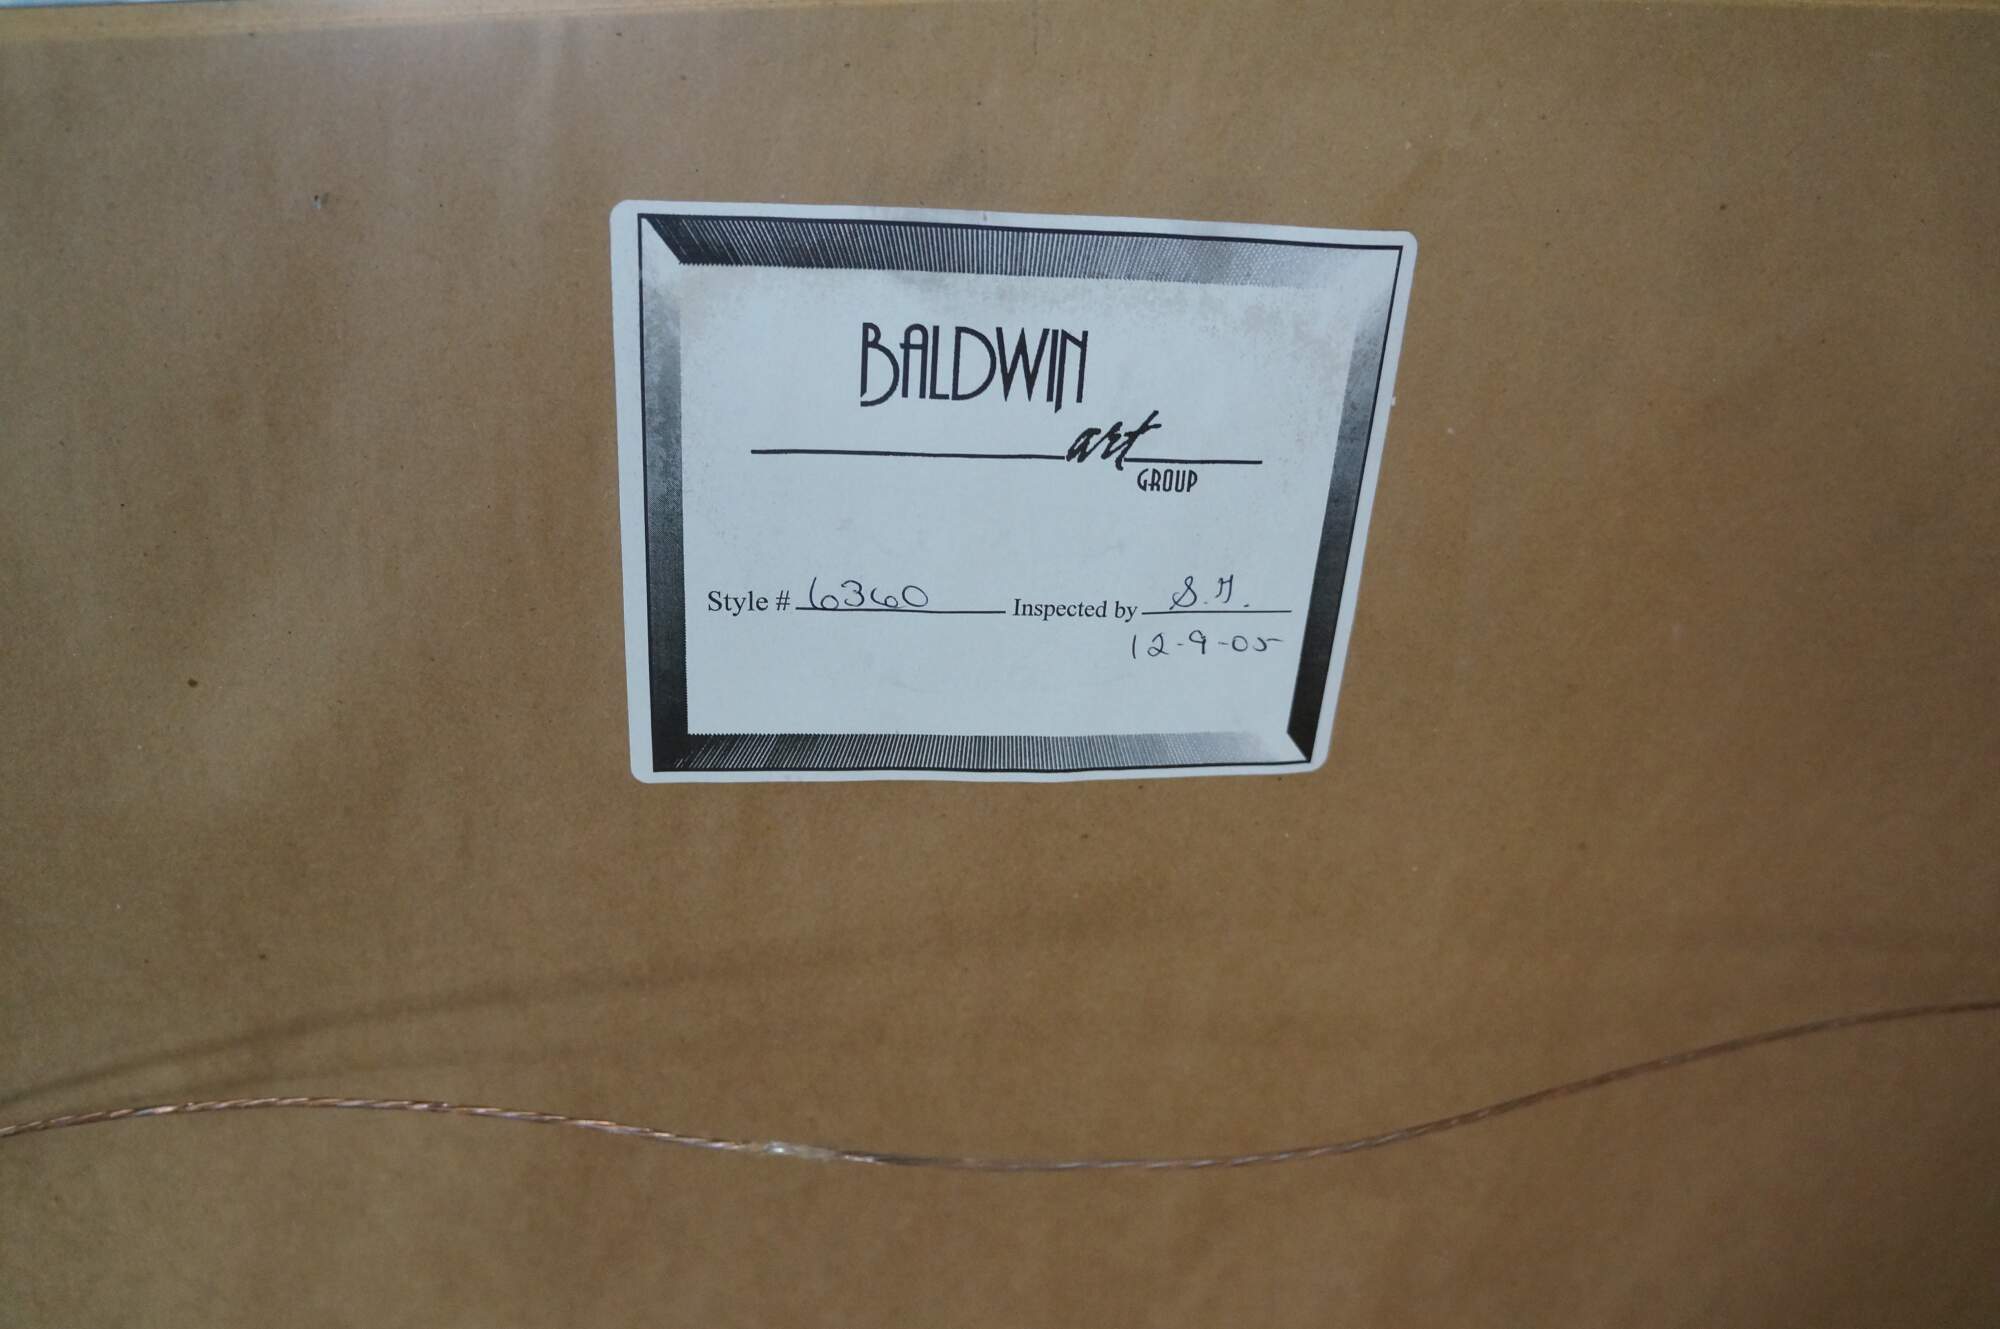 BALDWIN
art
GROUP
Style # 6360 Inspected by S.H.
12-9-05